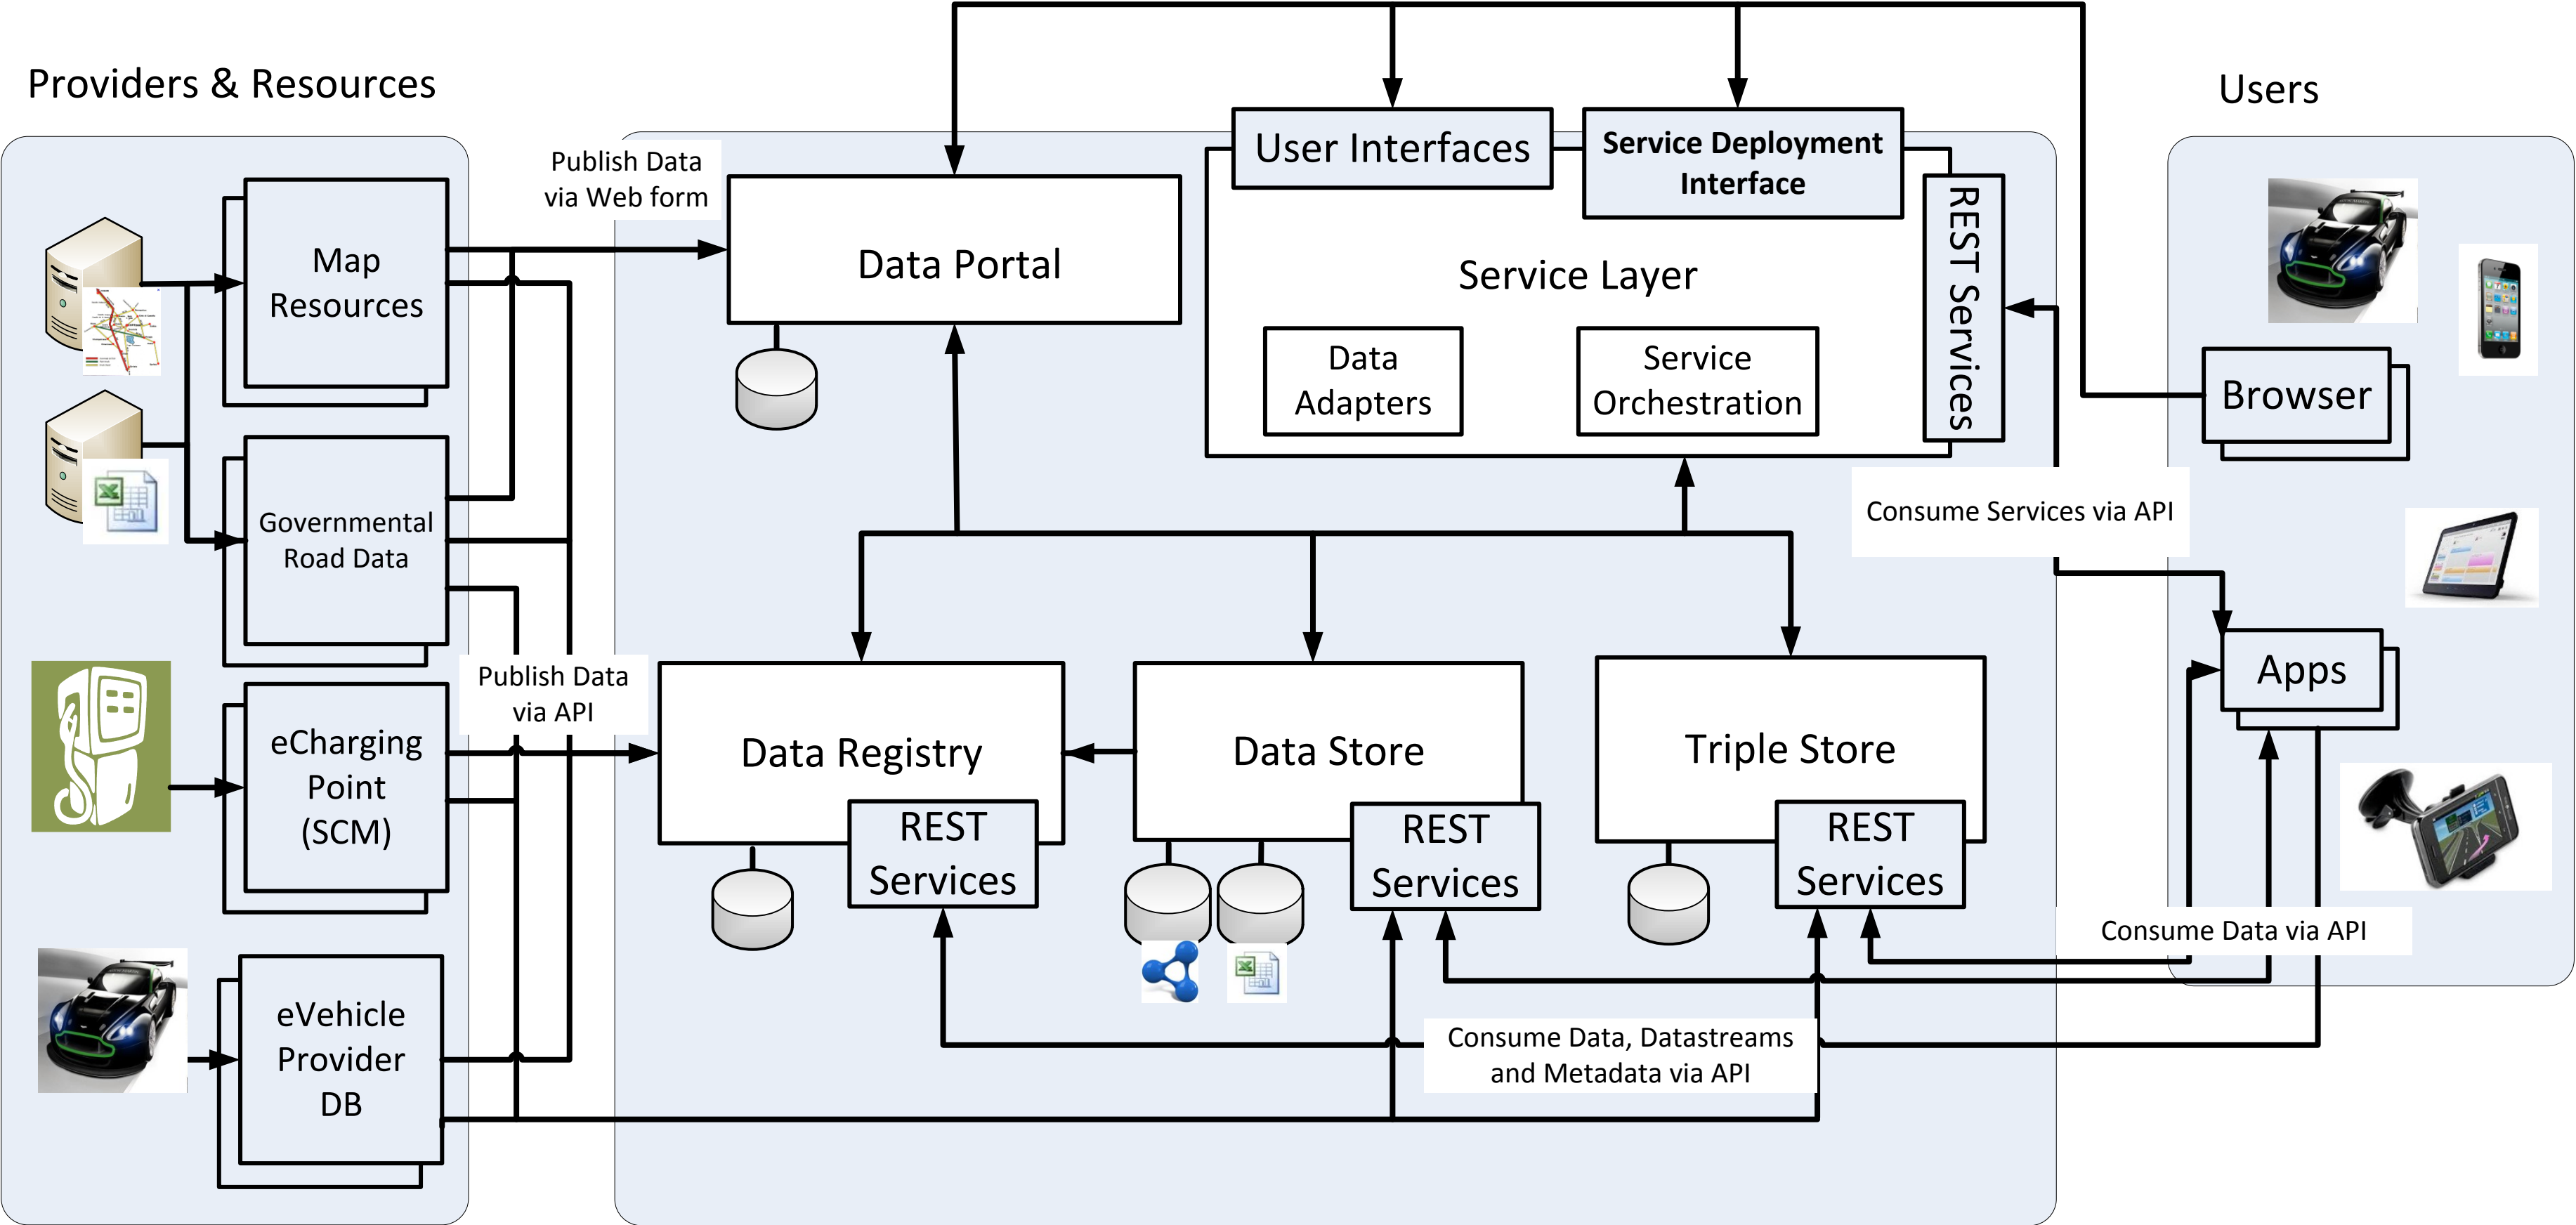 Providers & Resources
Users
Publish Data
via Web form
Map
Resources
Governmental
Road Data
eCharging
Point
(SCM)
eVehicle
Provider
DB
Publish Data
via API
Data Portal
User Interfaces
Service Deployment
Interface
Service Layer
REST Services
Data
Adapters
Service
Orchestration
Consume Services via API
Data Registry
REST
Services
Data Store
REST
Services
Triple Store
REST
Services
Consume Data, Datastreams
and Metadata via API
Browser
Apps
Consume Data via API